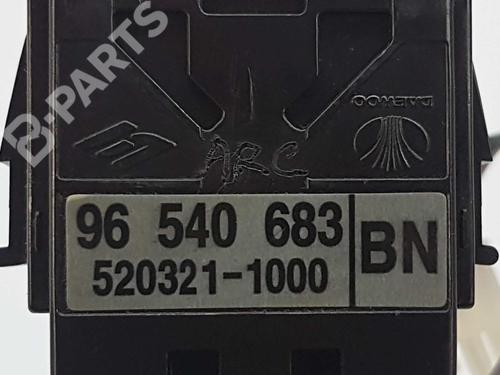 B-PARTS
DAEWOO
ARC
96 540 683
BN
520321-1000